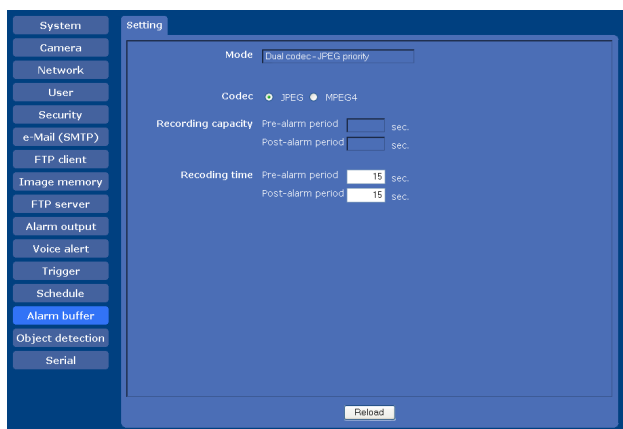 System
Camera
Network
User
Security
e-Mail (SMTP)
FTP client
Image memory
FTP server
Alarm output
Voice alert
Trigger
Schedule
Alarm buffer
Object detection
Serial
Setting
Mode Dual codec - JPEG priority
Codec JPEG MPEG4
Recording capacity Pre-alarm period sec.
Post-alarm period sec.
Recoding time Pre-alarm period 15 sec.
Post-alarm period 15 sec.
Reload